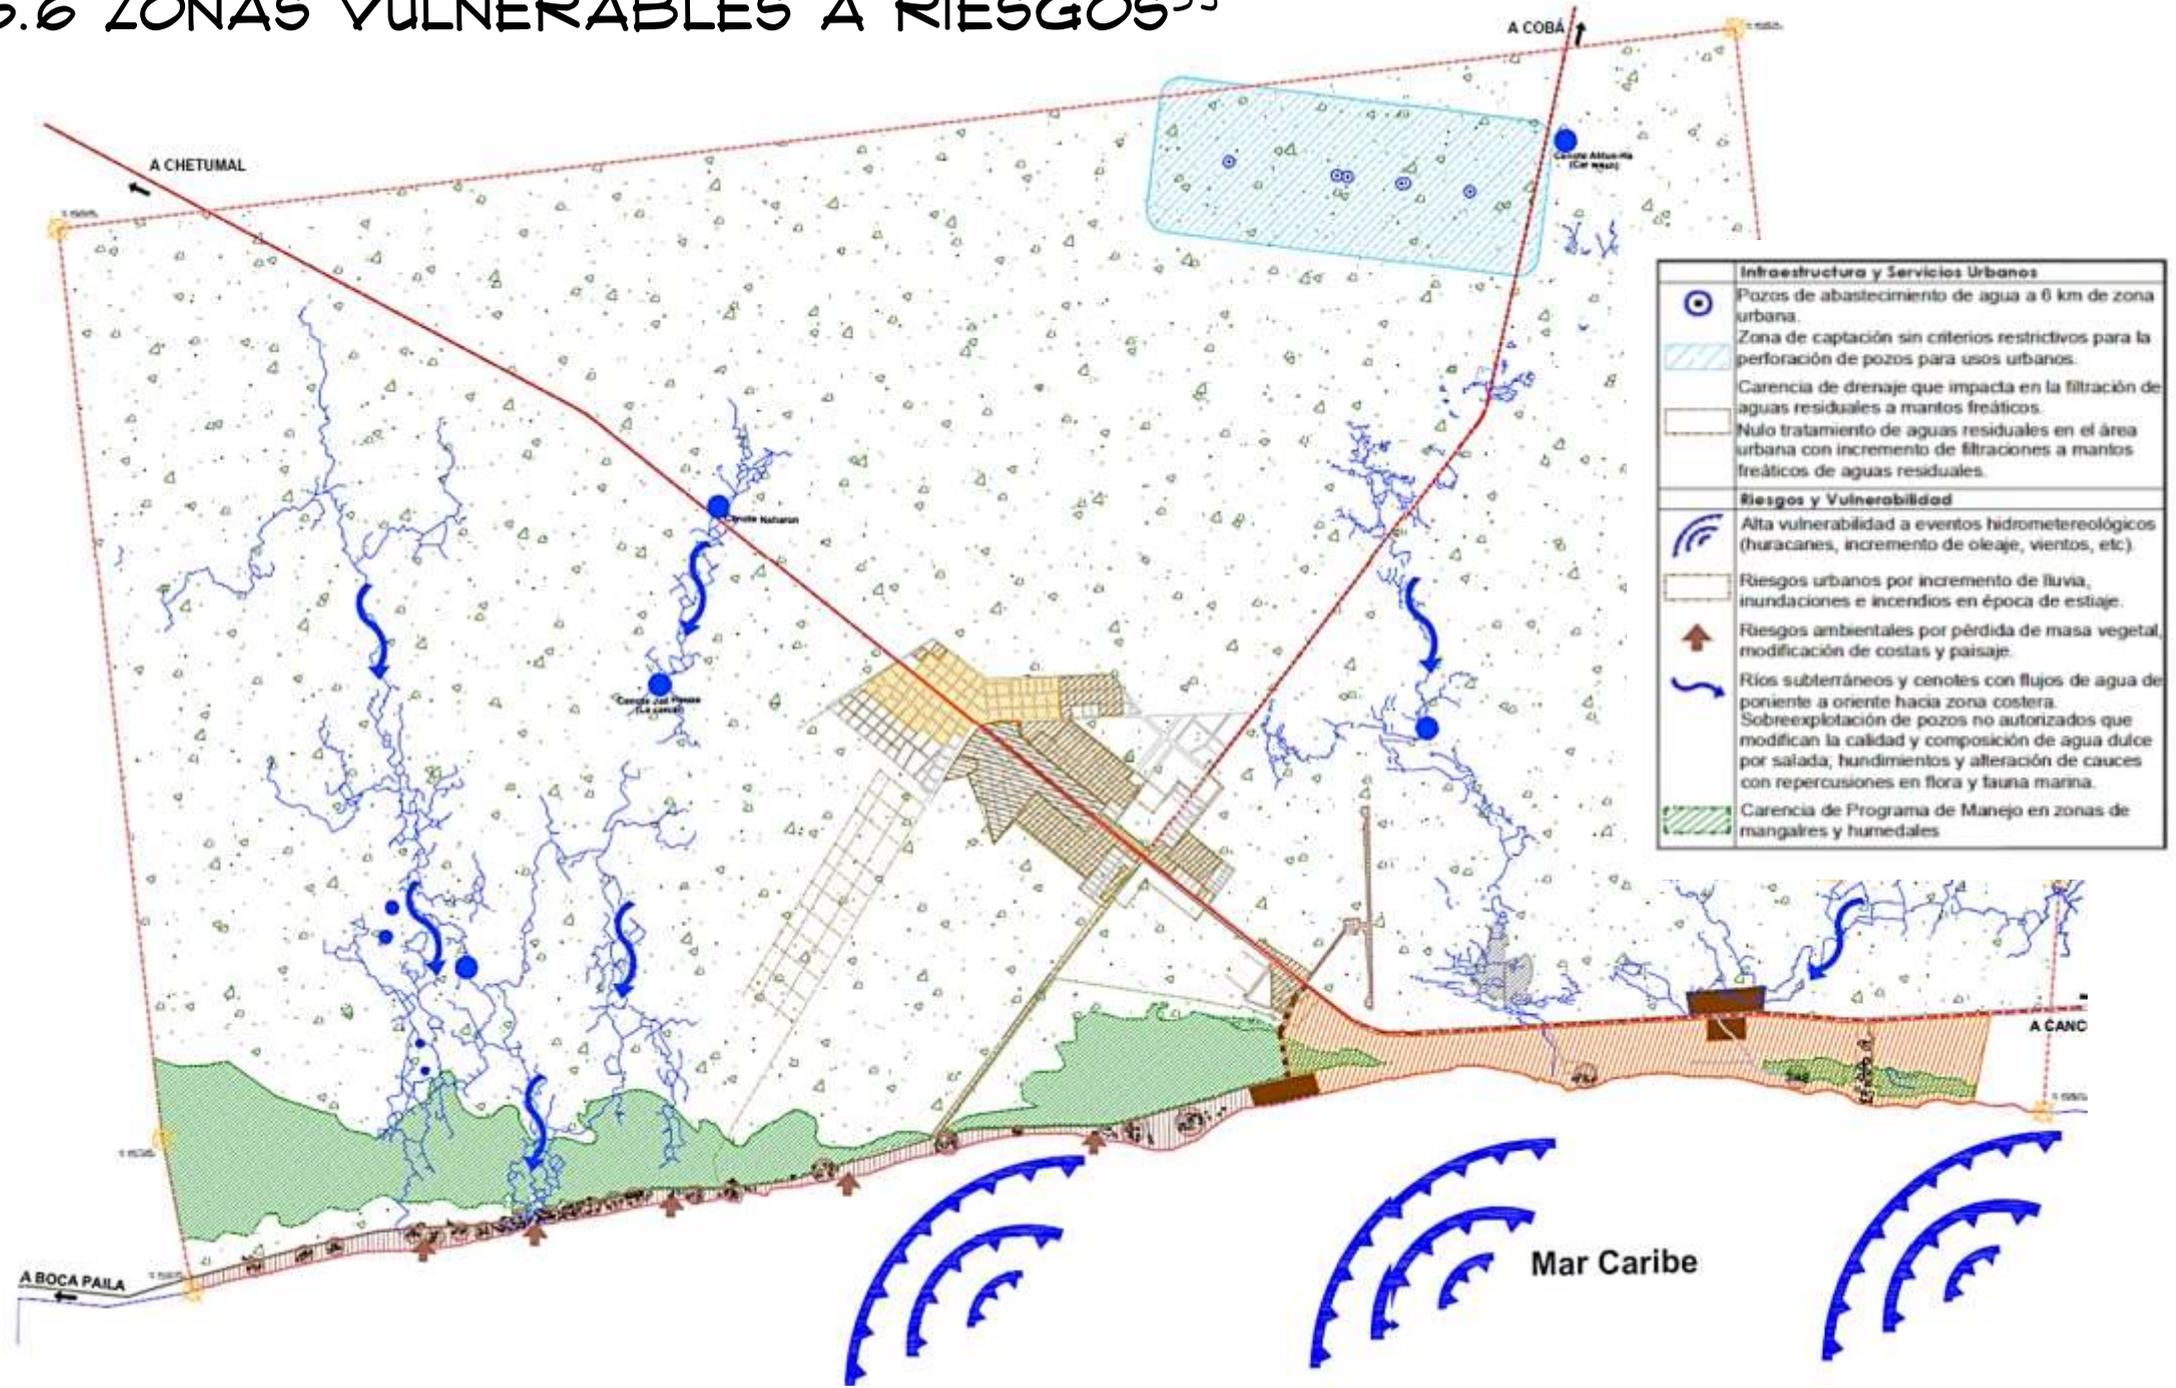 5.6 ZONAS VULNERABLES A RIESGOS
A COBÁ
A CHETUMAL
Infraestructura y Servicios Urbanos
Pozos de abastecimiento de agua a 6 km de zona
urbana.
Zona de captación sin criterios restrictivos para la
perforación de pozos para usos urbanos.
Carencia de drenaje que impacta en la filtración de
aguas residuales a mantos freáticos.
Nulo tratamiento de aguas residuales en el área
urbana con incremento de filtraciones a mantos
freáticos de aguas residuales.
Riesgos y Vulnerabilidad
Alta vulnerabilidad a eventos hidrometereológicos
(huracanes, incremento de oleaje, vientos, etc).
Riesgos urbanos por incremento de lluvia,
inundaciones e incendios en época de estiaje.
Riesgos ambientales por pérdida de masa vegetal,
modificación de costas y paisaje.
Ríos subterráneos y cenotes con flujos de agua de
poniente a oriente hacia zona costera.
Sobreexplotación de pozos no autorizados que
modifican la calidad y composición de agua dulce
por salada; hundimientos y alteración de cauces
con repercusiones en flora y fauna marina.
Carencia de Programa de Manejo en zonas de
manglares y humedales
(Car Wash)
Cenote Naharon
Cenote
A CANC
A BOCA PAILA
Mar Caribe